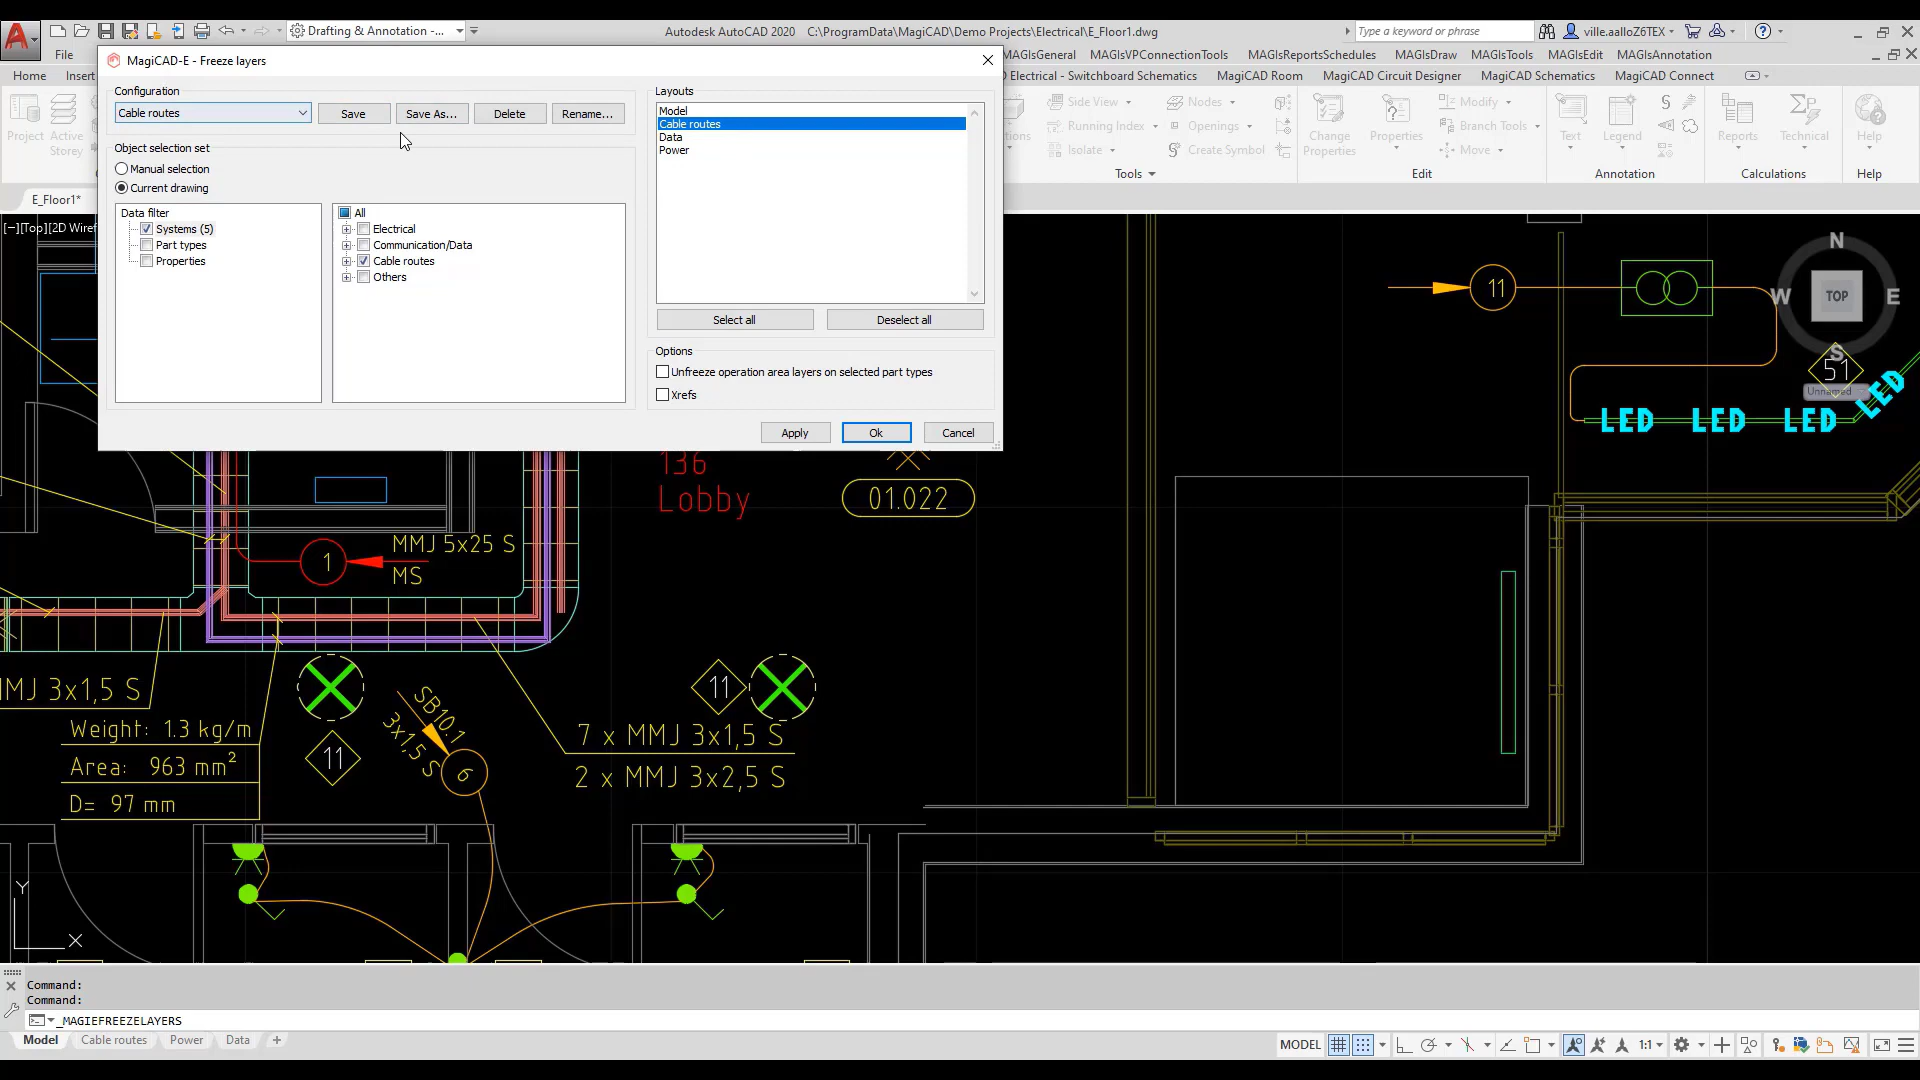 Drafting & Annotation -...
Autodesk AutoCAD 2020 C:\ProgramData\MagiCAD\Demo Projects\Electrical\E_Floor1.dwg
Type a keyword or phrase
ville.aalloZ6TEX
File
MAGIsGeneral MAGIsVPConnectionTools MAGIsReportsSchedules MAGIsDraw MAGIsTools MAGIsEdit MAGIsAnnotation
Home Insert
Electrical - Switchboard Schematics MagiCAD Room MagiCAD Circuit Designer MagiCAD Schematics MagiCAD Connect
Project
Active Storey
Side View
Running Index
Isolate
Nodes
Openings
Create Symbol
Tools
Change Properties
Properties
Modify
Branch Tools
Move
Edit
Text
Legend
Annotation
Reports
Technical
Calculations
Help
Help
E_Floor1*
[−][Top][2D Wiref
MagiCAD-E - Freeze layers
Configuration
Cable routes
Save
Save As...
Delete
Rename...
Object selection set
Manual selection
Current drawing
Data filter
Systems (5)
Part types
Properties
All
Electrical
Communication/Data
Cable routes
Others
Layouts
Model
Cable routes
Data
Power
Select all
Deselect all
Options
Unfreeze operation area layers on selected part types
Xrefs
Apply
Ok
Cancel
11
N
W
TOP
E
S
51
Unnamed
LED LED LED LED
136
Lobby
01.022
1
MMJ 5x25 S
MS
MJ 3x1,5 S
Weight: 1.3 kg/m
Area: 963 mm²
D= 97 mm
11
SB10.1
3x1,5 S
6
11
7 x MMJ 3x1,5 S
2 x MMJ 3x2,5 S
Y
X
Command:
Command:
_MAGIEFREEZELAYERS
Model Cable routes Power Data +
MODEL
1:1